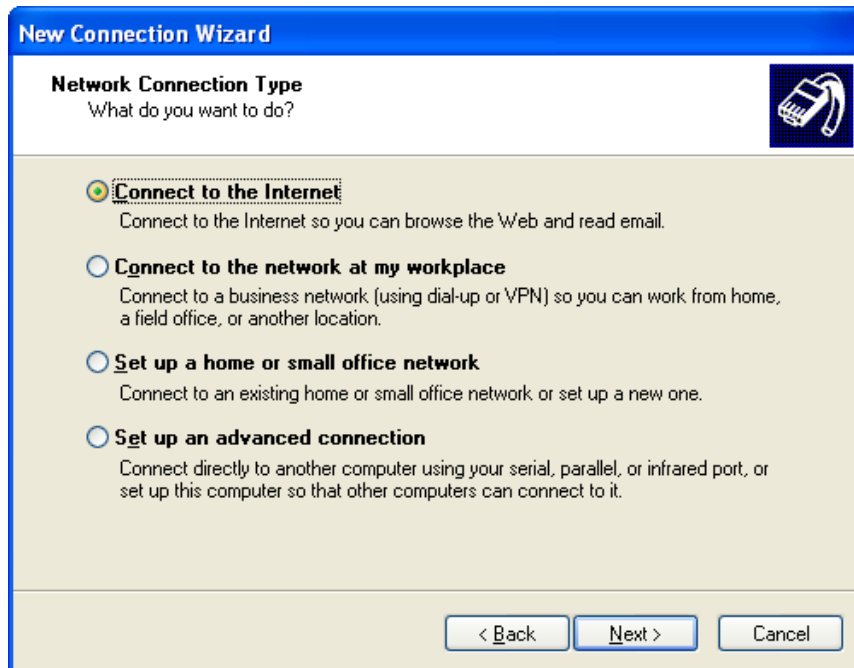 New Connection Wizard
Network Connection Type
What do you want to do?
Connect to the Internet
Connect to the Internet so you can browse the Web and read email.
Connect to the network at my workplace
Connect to a business network (using dial-up or VPN) so you can work from home,
a field office, or another location.
Set up a home or small office network
Connect to an existing home or small office network or set up a new one.
Set up an advanced connection
Connect directly to another computer using your serial, parallel, or infrared port, or
set up this computer so that other computers can connect to it.
< Back Next > Cancel